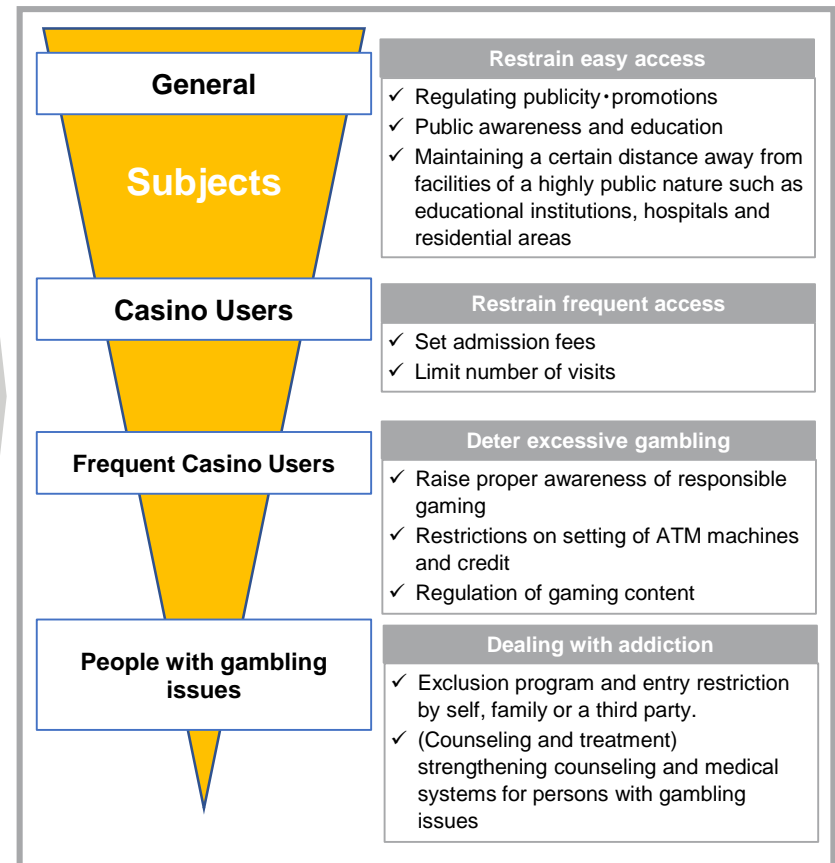 General
Restrain easy access
✓ Regulating publicity・promotions
✓ Public awareness and education
✓ Maintaining a certain distance away from
facilities of a highly public nature such as
educational institutions, hospitals and
residential areas
Subjects
Casino Users
Restrain frequent access
✓ Set admission fees
✓ Limit number of visits
Frequent Casino Users
Deter excessive gambling
✓ Raise proper awareness of responsible
gaming
✓ Restrictions on setting of ATM machines
and credit
✓ Regulation of gaming content
People with gambling
issues
Dealing with addiction
✓ Exclusion program and entry restriction
by self, family or a third party.
✓ (Counseling and treatment)
strengthening counseling and medical
systems for persons with gambling
issues